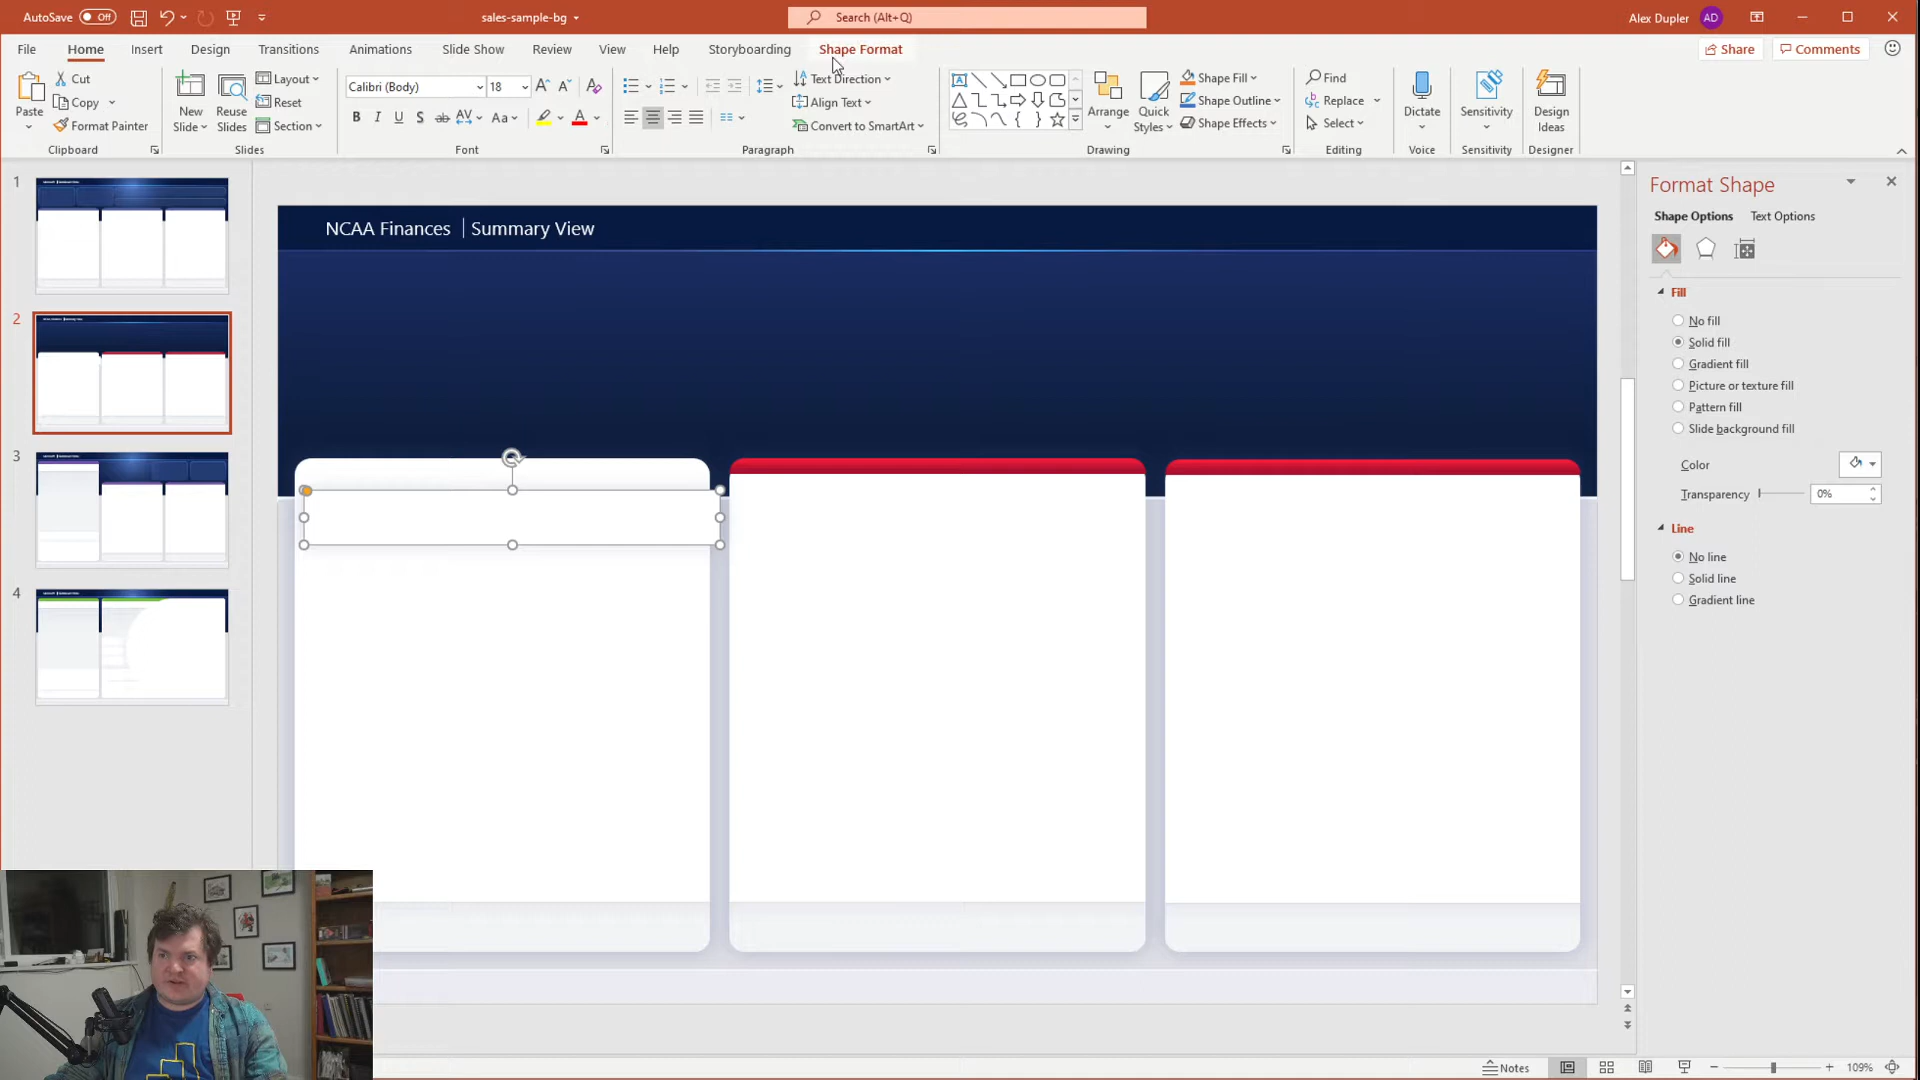 AutoSave Off
sales-sample-bg
Search (Alt+Q)
Alex Dupler AD
File Home Insert Design Transitions Animations Slide Show Review View Help Storyboarding Shape Format
Share Comments
Paste
Cut
Copy
Format Painter
Clipboard
New Slides
Reuse Slides
Layout
Reset
Section
Slides
Calibri (Body) 18
B I U S ab AV Aa A
Font
Text Direction
Align Text
Convert to SmartArt
Paragraph
Arrange
Quick Styles
Shape Fill
Shape Outline
Shape Effects
Drawing
Find
Replace
Select
Editing
Dictate
Voice
Sensitivity
Sensitivity
Design Ideas
Designer
1
2
3
4
NCAA Finances | Summary View
Format Shape
Shape Options Text Options
Fill
No fill
Solid fill
Gradient fill
Picture or texture fill
Pattern fill
Slide background fill
Color
Transparency 0%
Line
No line
Solid line
Gradient line
Notes
109%